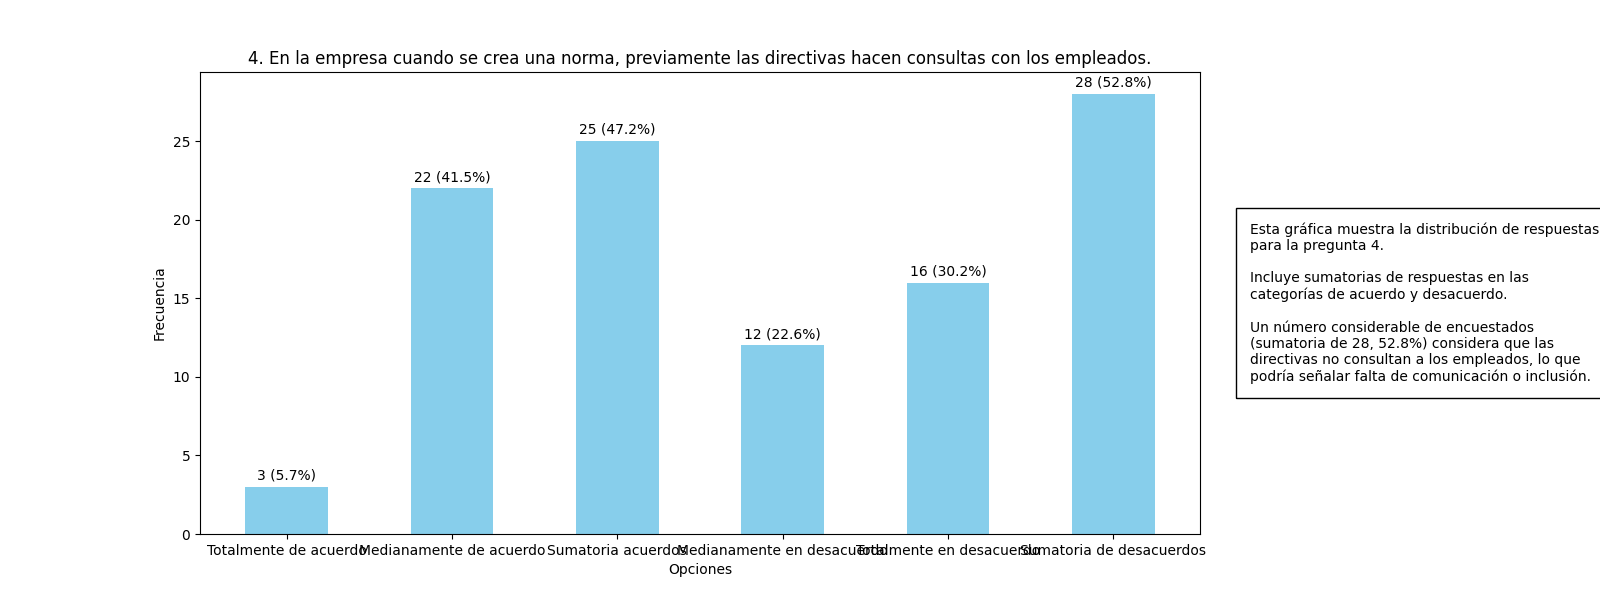 4. En la empresa cuando se crea una norma, previamente las directivas hacen consultas con los empleados.
28 (52.8%)
25 (47.2%)
22 (41.5%)
16 (30.2%)
12 (22.6%)
3 (5.7%)
Frecuencia
25
20
15
10
5
0
Totalmente de acuerdo
Medianamente de acuerdo
Sumatoria acuerdos
Medianamente en desacuerdo
Totalmente en desacuerdo
Sumatoria de desacuerdos
Opciones
Esta gráfica muestra la distribución de respuestas
para la pregunta 4.
Incluye sumatorias de respuestas en las
categorías de acuerdo y desacuerdo.
Un número considerable de encuestados
(sumatoria de 28, 52.8%) considera que las
directivas no consultan a los empleados, lo que
podría señalar falta de comunicación o inclusión.